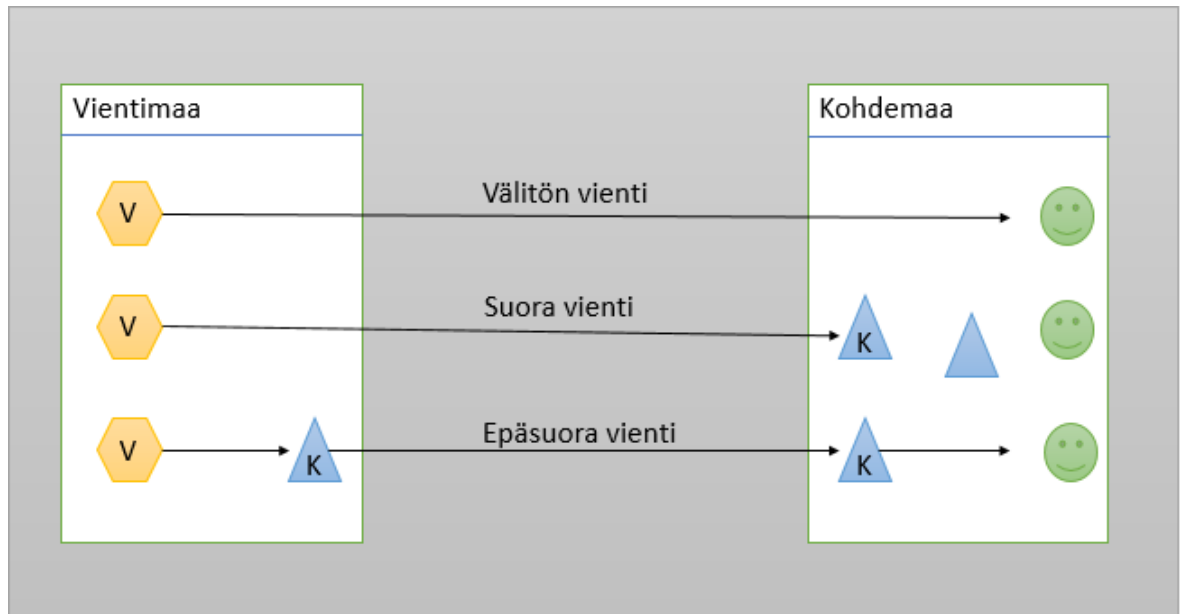 Vientimaa
Kohdemaa
V
Välitön vienti
V
Suora vienti
K
V
K
Epäsuora vienti
K